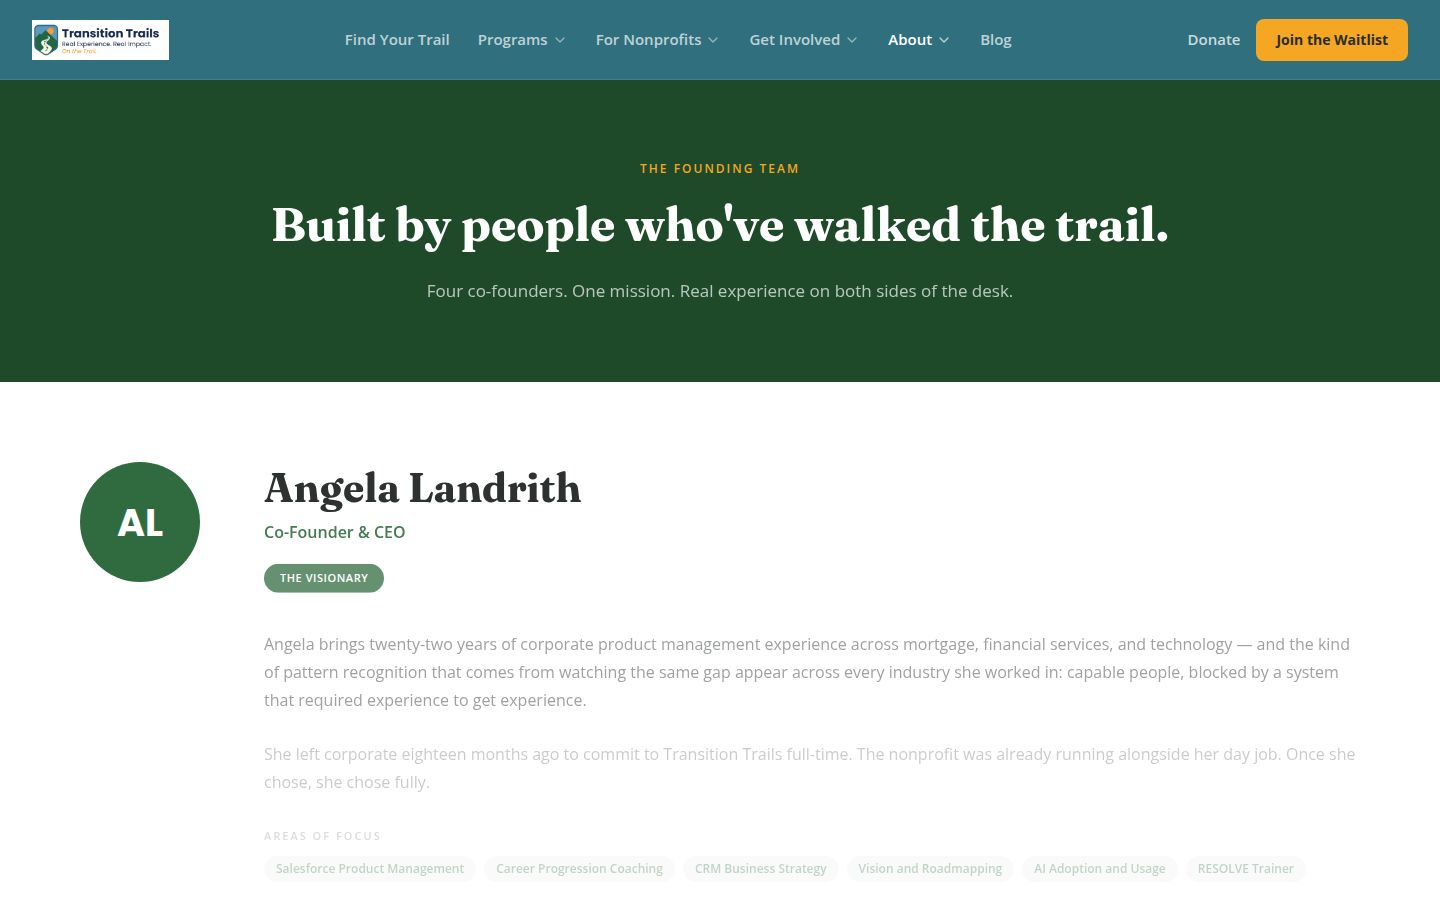 Transition Trails
Real Experience. Real Impact.
On the Trail.
Find Your Trail
Programs
For Nonprofits
Get Involved
About
Blog
Donate
Join the Waitlist
THE FOUNDING TEAM
Built by people who've walked the trail.
Four co-founders. One mission. Real experience on both sides of the desk.
AL
Angela Landrith
Co-Founder & CEO
THE VISIONARY
Angela brings twenty-two years of corporate product management experience across mortgage, financial services, and technology — and the kind
of pattern recognition that comes from watching the same gap appear across every industry she worked in: capable people, blocked by a system
that required experience to get experience.
She left corporate eighteen months ago to commit to Transition Trails full-time. The nonprofit was already running alongside her day job. Once she
chose, she chose fully.
AREAS OF FOCUS
Salesforce Product Management
Career Progression Coaching
CRM Business Strategy
Vision and Roadmapping
AI Adoption and Usage
RESOLVE Trainer